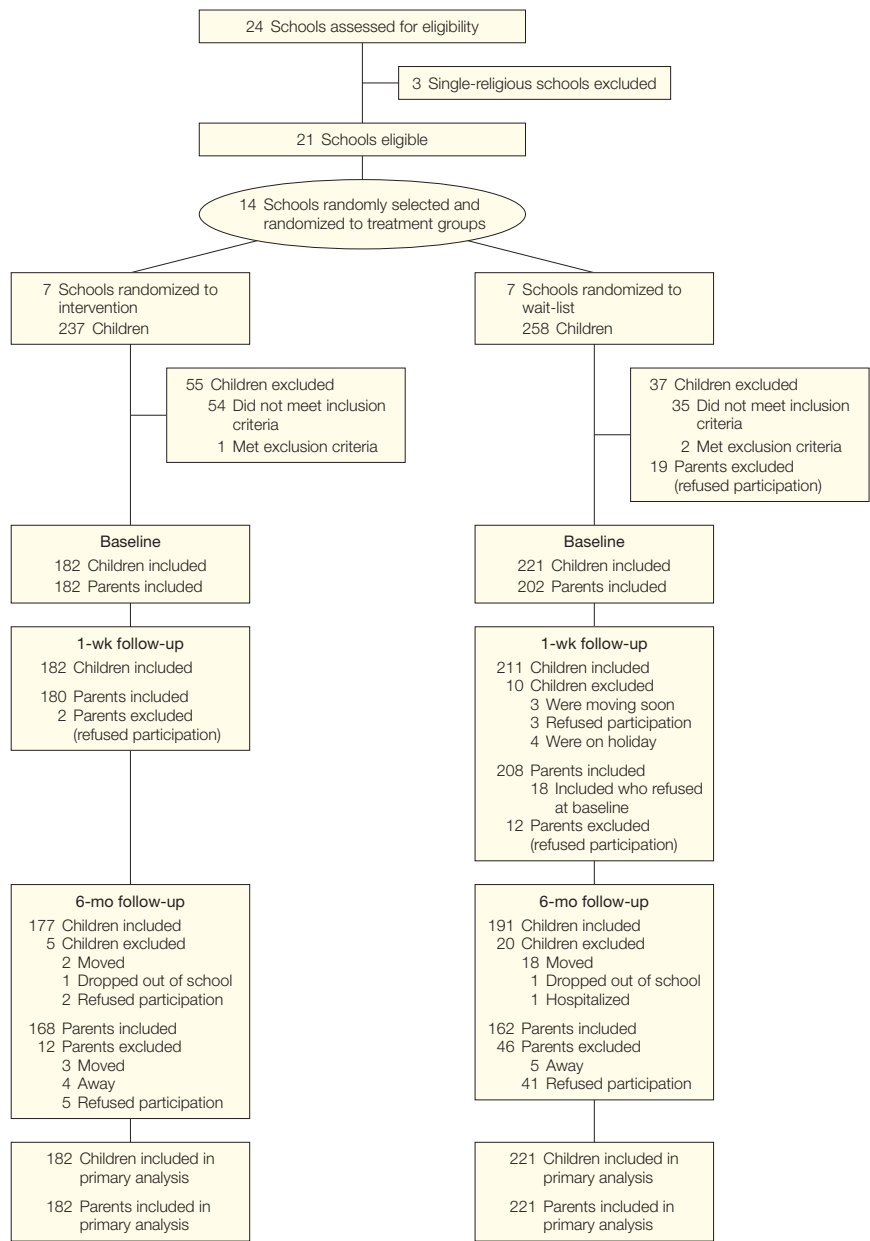 24 Schools assessed for eligibility
3 Single-religious schools excluded
21 Schools eligible
14 Schools randomly selected and
randomized to treatment groups
7 Schools randomized to
intervention
237 Children
7 Schools randomized to
wait-list
258 Children
55 Children excluded
54 Did not meet inclusion
criteria
1 Met exclusion criteria
37 Children excluded
35 Did not meet inclusion
criteria
2 Met exclusion criteria
19 Parents excluded
(refused participation)
Baseline
182 Children included
182 Parents included
Baseline
221 Children included
202 Parents included
1-wk follow-up
182 Children included
180 Parents included
2 Parents excluded
(refused participation)
1-wk follow-up
211 Children included
10 Children excluded
3 Were moving soon
3 Refused participation
4 Were on holiday
208 Parents included
18 Included who refused
at baseline
12 Parents excluded
(refused participation)
6-mo follow-up
177 Children included
5 Children excluded
2 Moved
1 Dropped out of school
2 Refused participation
168 Parents included
12 Parents excluded
3 Moved
4 Away
5 Refused participation
6-mo follow-up
191 Children included
20 Children excluded
18 Moved
1 Dropped out of school
1 Hospitalized
162 Parents included
46 Parents excluded
5 Away
41 Refused participation
182 Children included in
primary analysis
182 Parents included in
primary analysis
221 Children included in
primary analysis
221 Parents included in
primary analysis